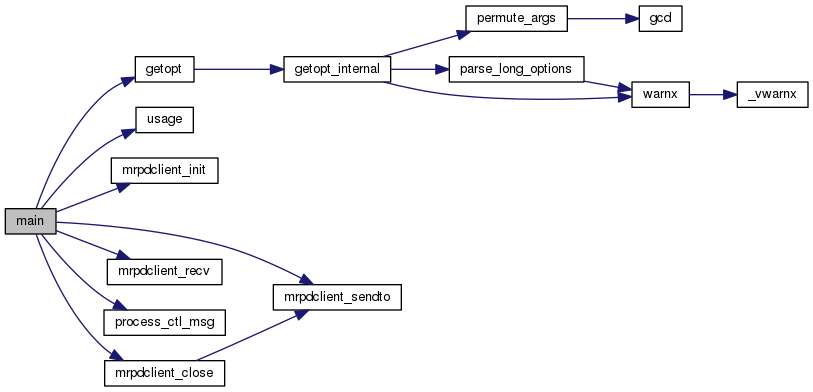 permute_args
gcd
getopt
getopt_internal
parse_long_options
warnx
_vwarnx
usage
mrpdclient_init
main
mrpdclient_recv
mrpdclient_sendto
process_ctl_msg
mrpdclient_close